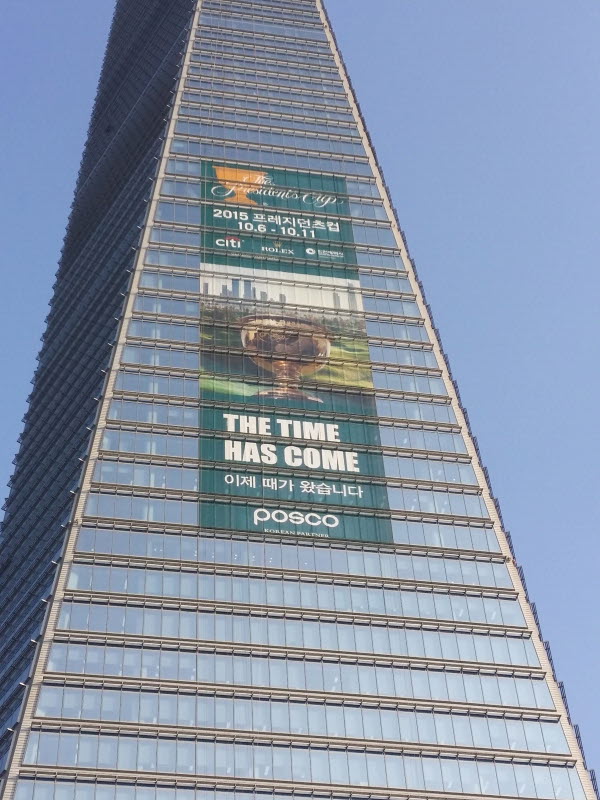 The
Presidents Cup
2015 프레지던츠컵
10.6 - 10.11
citi ROLEX
THE TIME
HAS COME
이제 때가 왔습니다
posco
KOREAN PARTNER